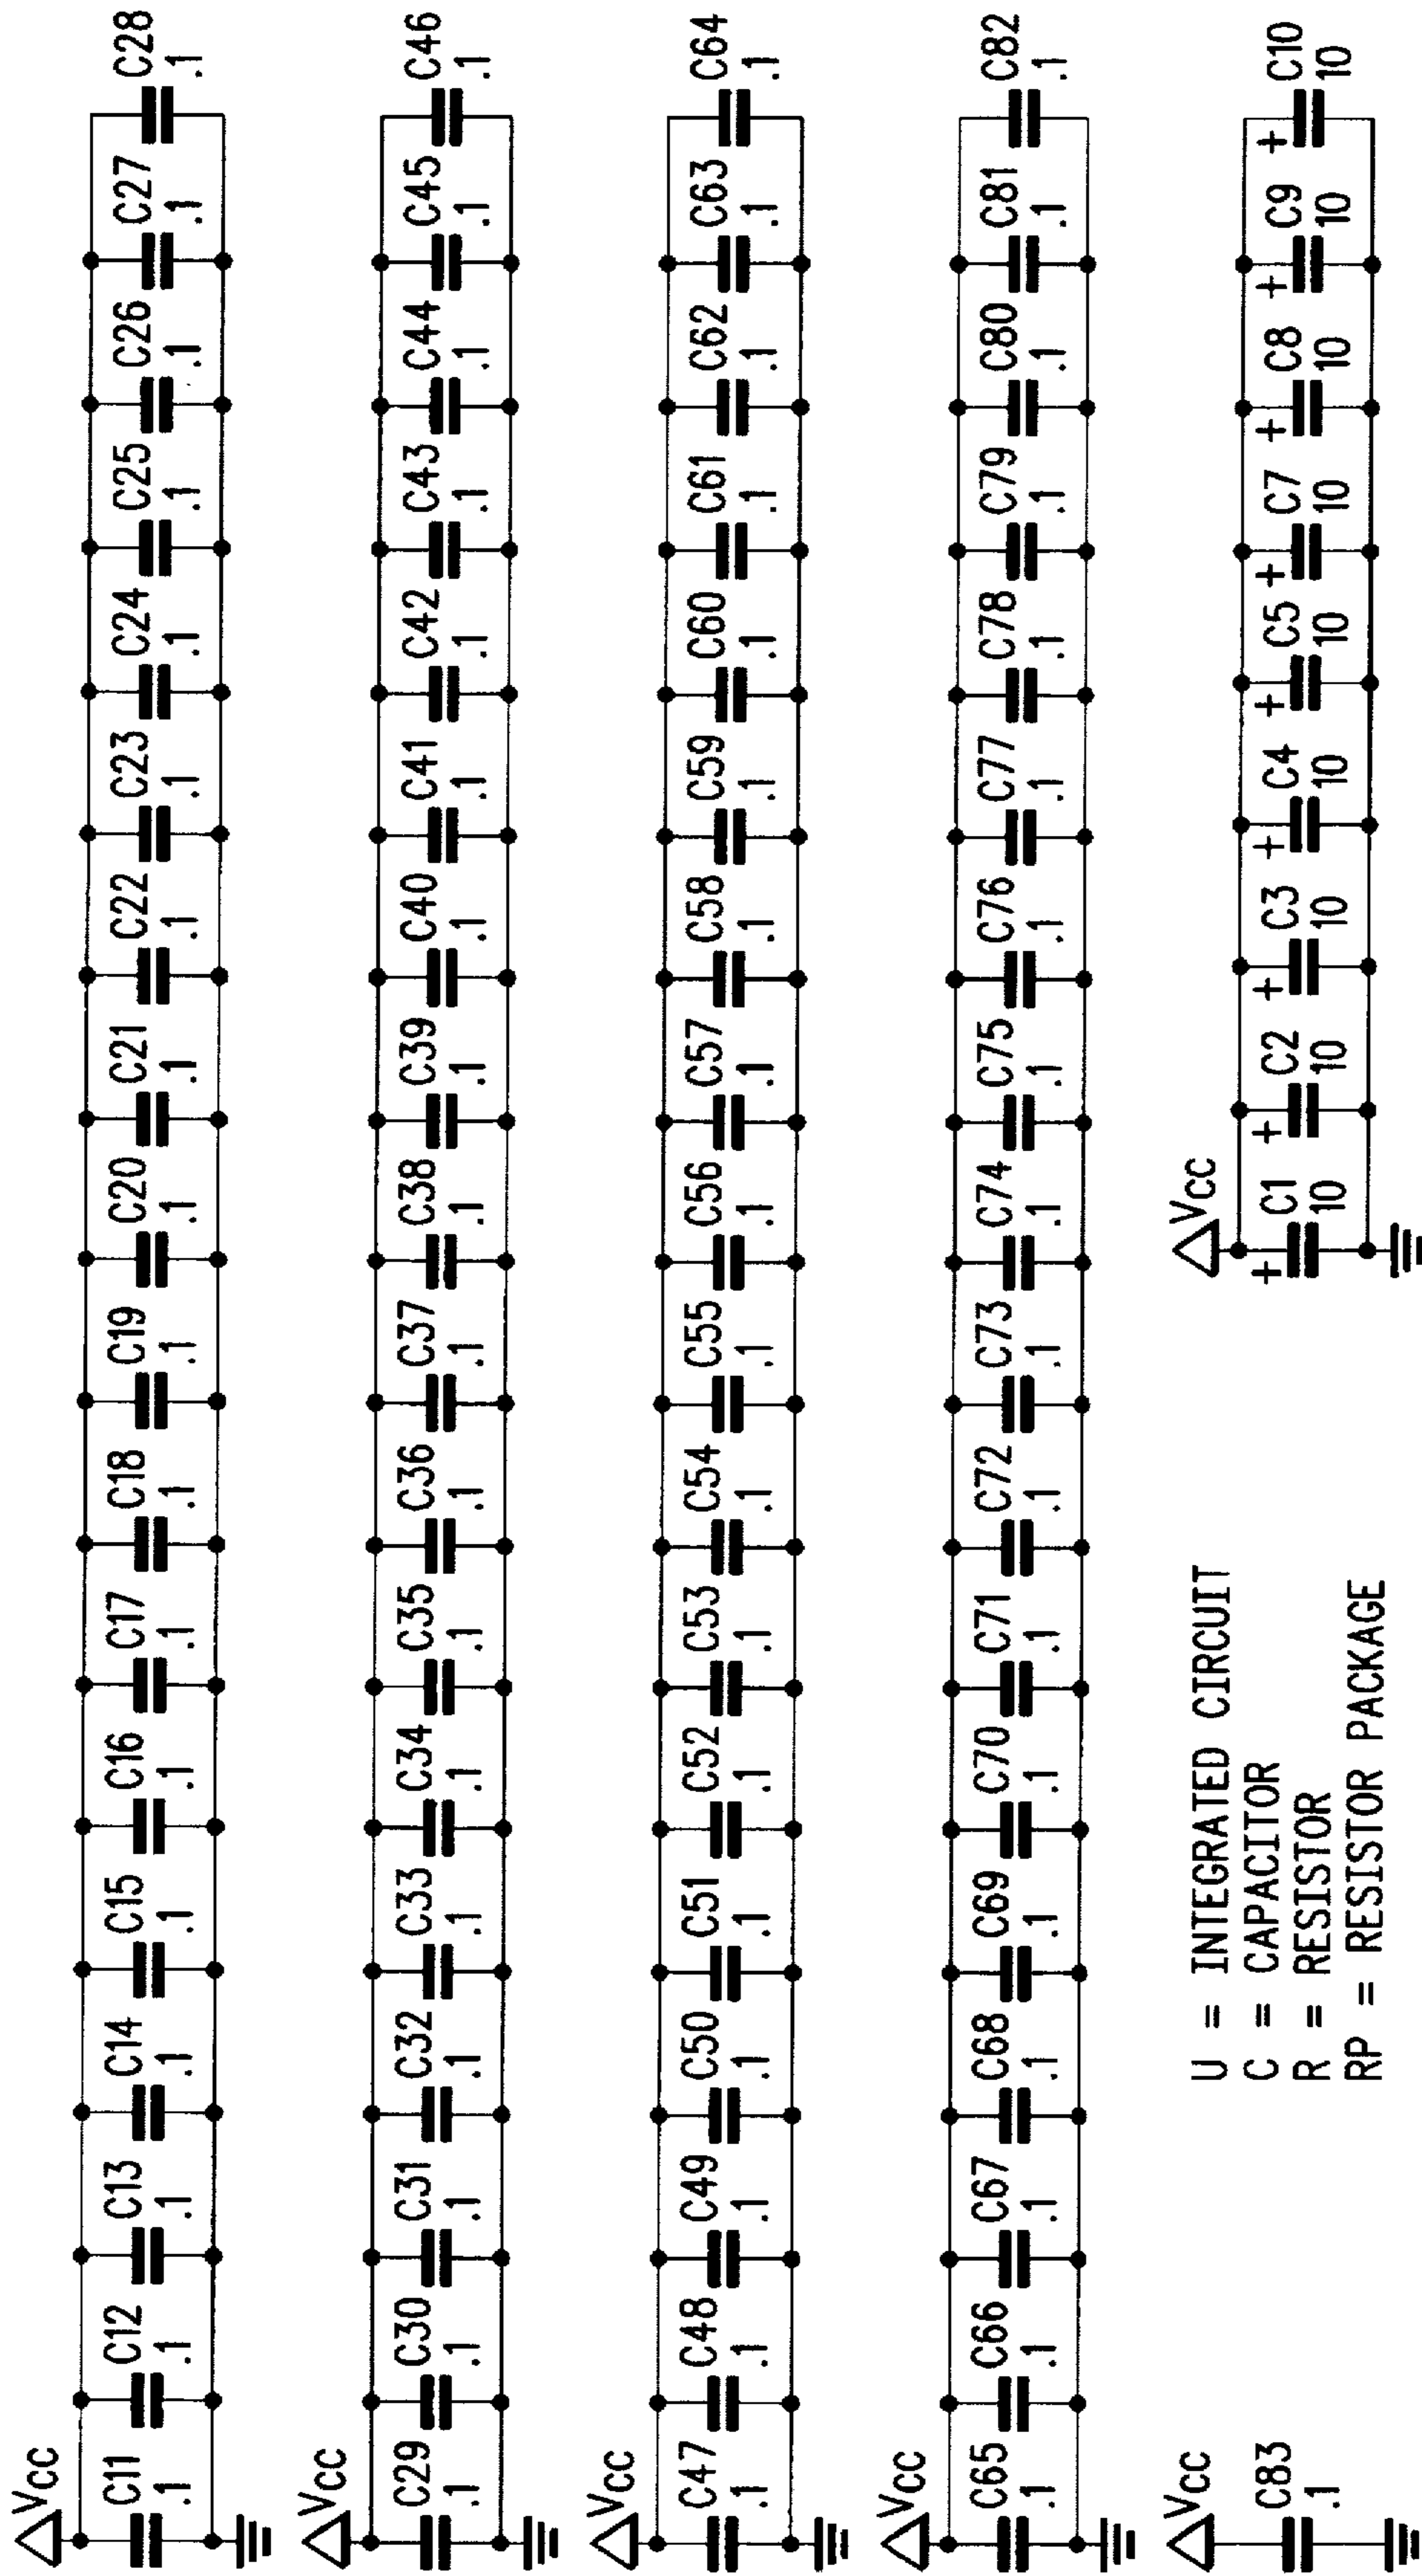 Vcc
C11 C12 C13 C14 C15 C16 C17 C18 C19 C20 C21 C22 C23 C24 C25 C26 C27 C28
.1 .1 .1 .1 .1 .1 .1 .1 .1 .1 .1 .1 .1 .1 .1 .1 .1 .1
Vcc
C29 C30 C31 C32 C33 C34 C35 C36 C37 C38 C39 C40 C41 C42 C43 C44 C45 C46
.1 .1 .1 .1 .1 .1 .1 .1 .1 .1 .1 .1 .1 .1 .1 .1 .1 .1
Vcc
C47 C48 C49 C50 C51 C52 C53 C54 C55 C56 C57 C58 C59 C60 C61 C62 C63 C64
.1 .1 .1 .1 .1 .1 .1 .1 .1 .1 .1 .1 .1 .1 .1 .1 .1 .1
Vcc
C65 C66 C67 C68 C69 C70 C71 C72 C73 C74 C75 C76 C77 C78 C79 C80 C81 C82
.1 .1 .1 .1 .1 .1 .1 .1 .1 .1 .1 .1 .1 .1 .1 .1 .1 .1
Vcc
C83
.1
U = INTEGRATED CIRCUIT
C = CAPACITOR
R = RESISTOR
RP = RESISTOR PACKAGE
Vcc
+ + + + + + + + +
C1 C2 C3 C4 C5 C7 C8 C9 C10
10 10 10 10 10 10 10 10 10